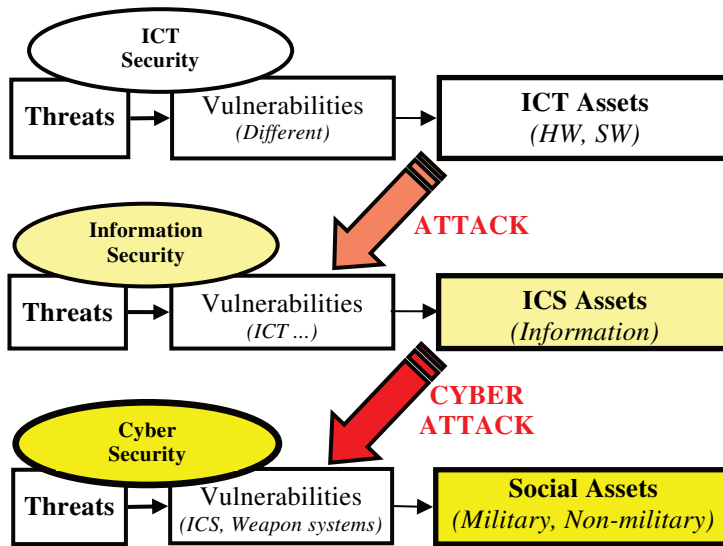 ICT
Security
Threats
Vulnerabilities
(Different)
ICT Assets
(HW, SW)
ATTACK
Information
Security
Threats
Vulnerabilities
(ICT ...)
ICS Assets
(Information)
CYBER
ATTACK
Cyber
Security
Threats
Vulnerabilities
(ICS, Weapon systems)
Social Assets
(Military, Non-military)